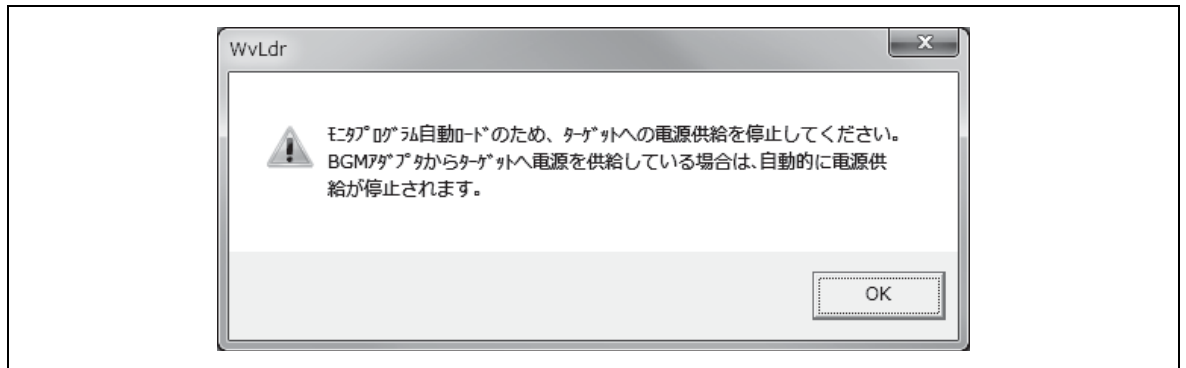 WvLdr
ﾓﾆﾀﾌﾟﾛｸﾞﾗﾑ自動ﾛｰﾄﾞのため、ﾀｰｹﾞｯﾄへの電源供給を停止してください。
BGMｱﾀﾞﾌﾟﾀからﾀｰｹﾞｯﾄへ電源を供給している場合は、自動的に電源供
給が停止されます。
OK